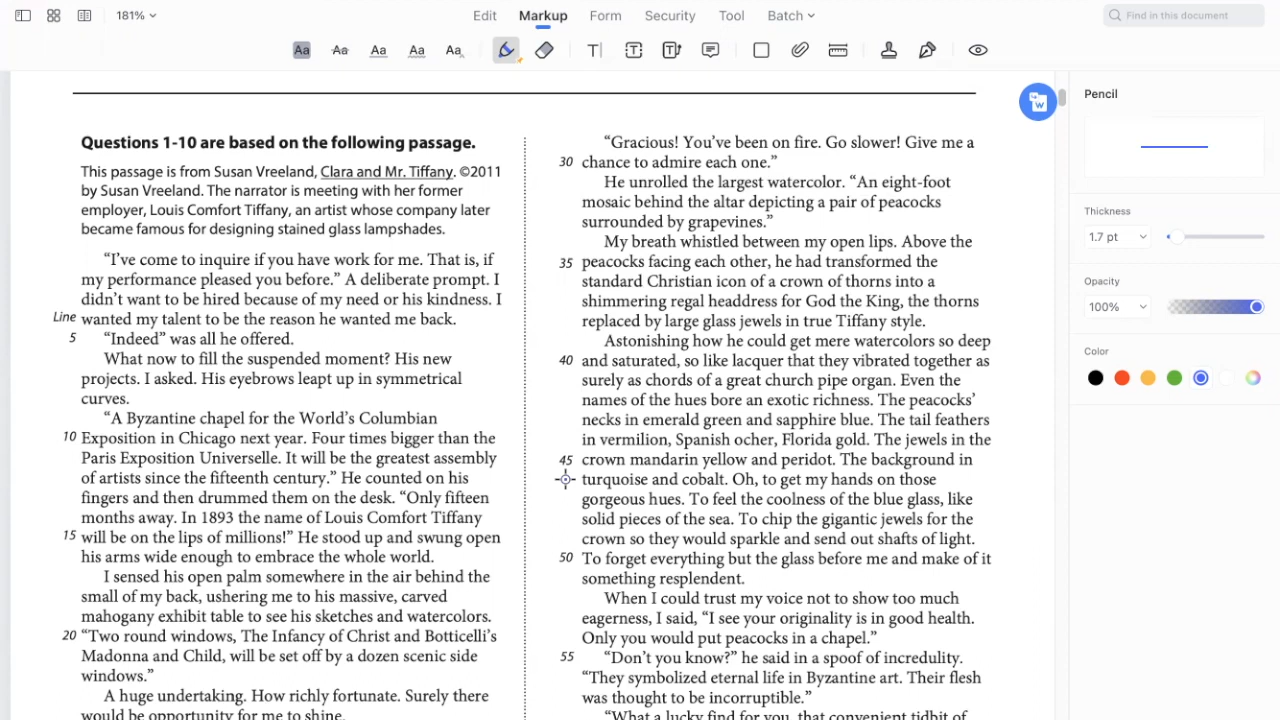 181%
Edit
Markup
Form
Security
Tool
Batch
Find in this document
Aa Aa Aa Aa Aa
T T T
W
Pencil
Thickness
1.7 pt
Opacity
100%
Color
Questions 1-10 are based on the following passage.
This passage is from Susan Vreeland, Clara and Mr. Tiffany. ©2011
by Susan Vreeland. The narrator is meeting with her former
employer, Louis Comfort Tiffany, an artist whose company later
became famous for designing stained glass lampshades.
“I’ve come to inquire if you have work for me. That is, if
my performance pleased you before.” A deliberate prompt. I
didn’t want to be hired because of my need or his kindness. I
Line wanted my talent to be the reason he wanted me back.
5 “Indeed” was all he offered.
What now to fill the suspended moment? His new
projects. I asked. His eyebrows leapt up in symmetrical
curves.
“A Byzantine chapel for the World’s Columbian
10 Exposition in Chicago next year. Four times bigger than the
Paris Exposition Universelle. It will be the greatest assembly
of artists since the fifteenth century.” He counted on his
fingers and then drummed them on the desk. “Only fifteen
months away. In 1893 the name of Louis Comfort Tiffany
15 will be on the lips of millions!” He stood up and swung open
his arms wide enough to embrace the whole world.
I sensed his open palm somewhere in the air behind the
small of my back, ushering me to his massive, carved
mahogany exhibit table to see his sketches and watercolors.
20 “Two round windows, The Infancy of Christ and Botticelli’s
Madonna and Child, will be set off by a dozen scenic side
windows.”
A huge undertaking. How richly fortunate. Surely there
would be opportunity for me to shine.
“Gracious! You’ve been on fire. Go slower! Give me a
30 chance to admire each one.”
He unrolled the largest watercolor. “An eight-foot
mosaic behind the altar depicting a pair of peacocks
surrounded by grapevines.”
My breath whistled between my open lips. Above the
35 peacocks facing each other, he had transformed the
standard Christian icon of a crown of thorns into a
shimmering regal headdress for God the King, the thorns
replaced by large glass jewels in true Tiffany style.
Astonishing how he could get mere watercolors so deep
40 and saturated, so like lacquer that they vibrated together as
surely as chords of a great church pipe organ. Even the
names of the hues bore an exotic richness. The peacocks’
necks in emerald green and sapphire blue. The tail feathers
in vermilion, Spanish ocher, Florida gold. The jewels in the
45 crown mandarin yellow and peridot. The background in
turquoise and cobalt. Oh, to get my hands on those
gorgeous hues. To feel the coolness of the blue glass, like
solid pieces of the sea. To chip the gigantic jewels for the
crown so they would sparkle and send out shafts of light.
50 To forget everything but the glass before me and make of it
something resplendent.
When I could trust my voice not to show too much
eagerness, I said, “I see your originality is in good health.
Only you would put peacocks in a chapel.”
55 “Don’t you know?” he said in a spoof of incredulity.
“They symbolized eternal life in Byzantine art. Their flesh
was thought to be incorruptible.”
“What a lucky find for you, that convenient tidbit of